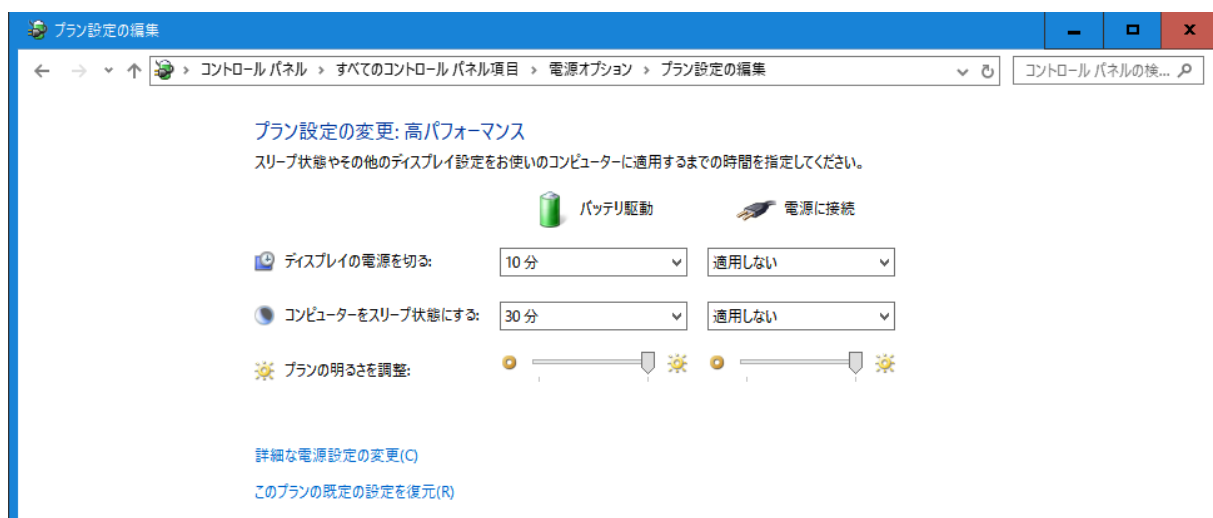 プラン設定の編集
コントロール パネル › すべてのコントロール パネル項目 › 電源オプション › プラン設定の編集
コントロール パネルの検...
プラン設定の変更: 高パフォーマンス
スリープ状態やその他のディスプレイ設定をお使いのコンピューターに適用するまでの時間を指定してください。
バッテリ駆動 電源に接続
ディスプレイの電源を切る: 10 分 適用しない
コンピューターをスリープ状態にする: 30 分 適用しない
プランの明るさを調整:
詳細な電源設定の変更(C)
このプランの既定の設定を復元(R)